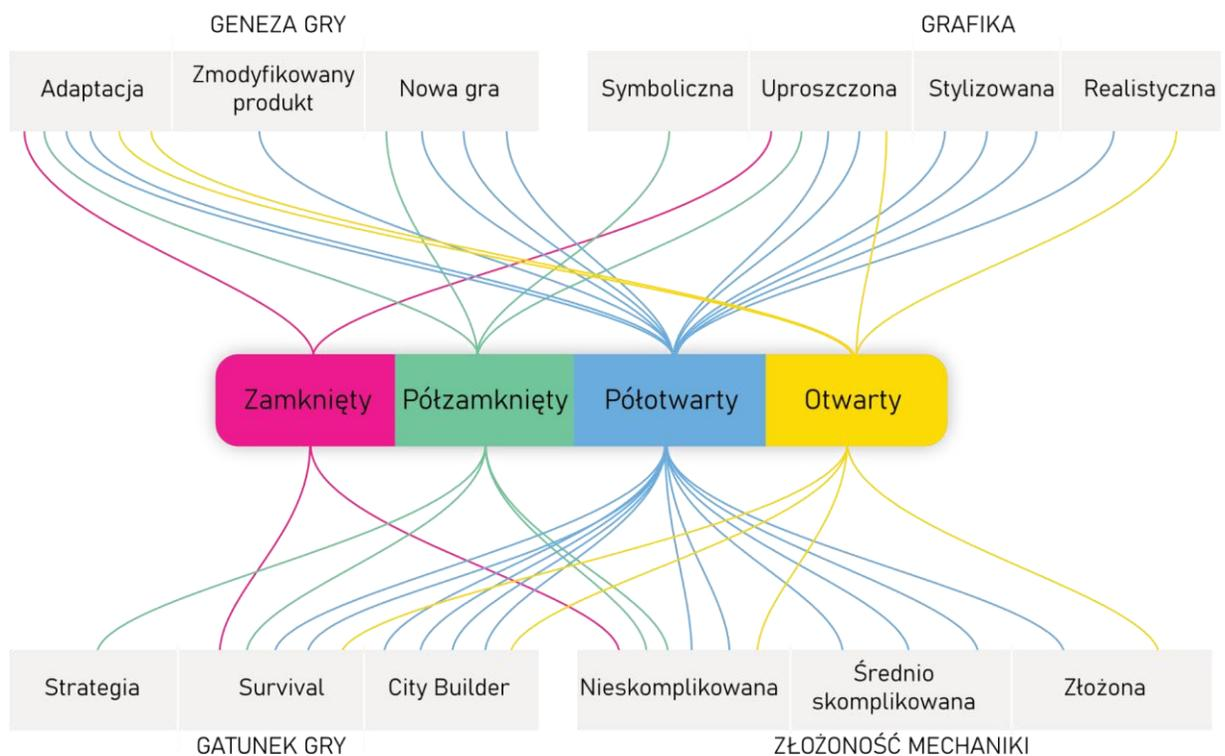 GENEZA GRY
GRAFIKA
Adaptacja
Zmodyfikowany
produkt
Nowa gra
Symboliczna
Uproszczona
Stylizowana
Realistyczna
Zamknięty
Półzamknięty
Półotwarty
Otwarty
Strategia
Survival
City Builder
Nieskomplikowana
Średnio
skomplikowana
Złożona
GATUNEK GRY
ZŁOŻONOŚĆ MECHANIKI